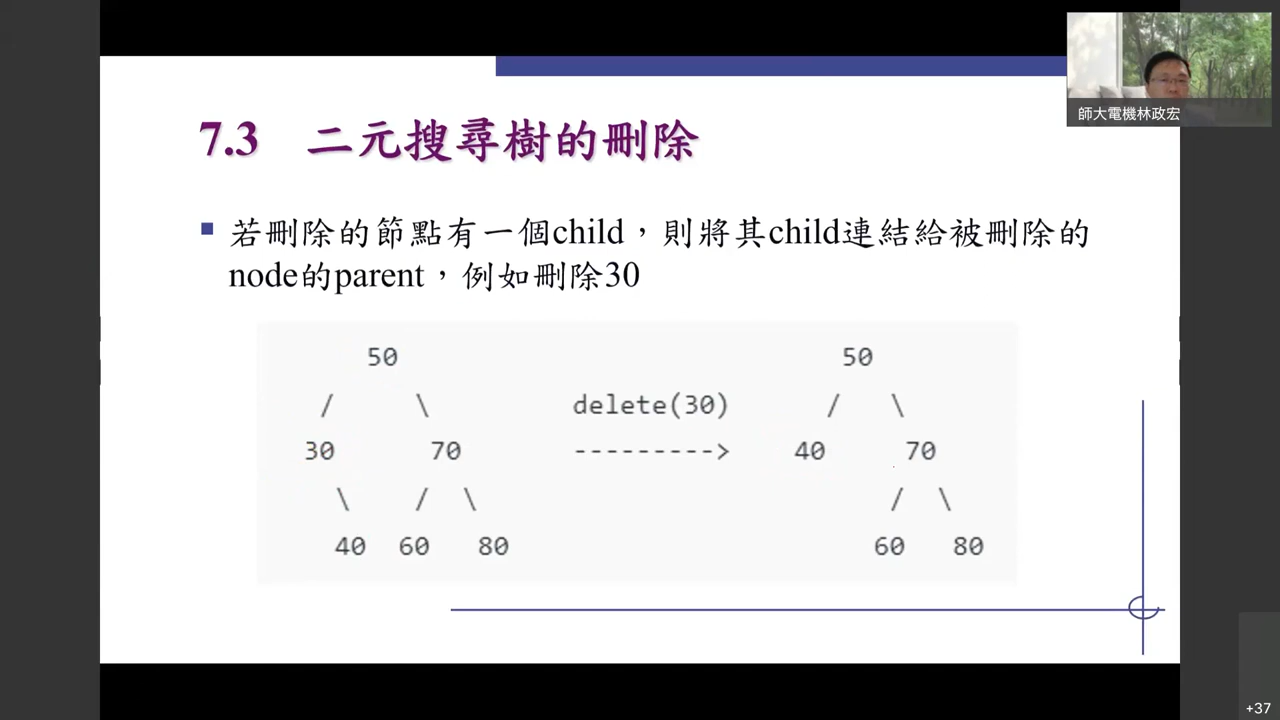 師大電機林政宏
7.3 二元搜尋樹的刪除
若刪除的節點有一個child，則將其child連結給被刪除的
node的parent，例如刪除30
50 50
/ \ delete(30) / \
30 70 ---------> 40 70
\ / \ / \
40 60 80 60 80
+37